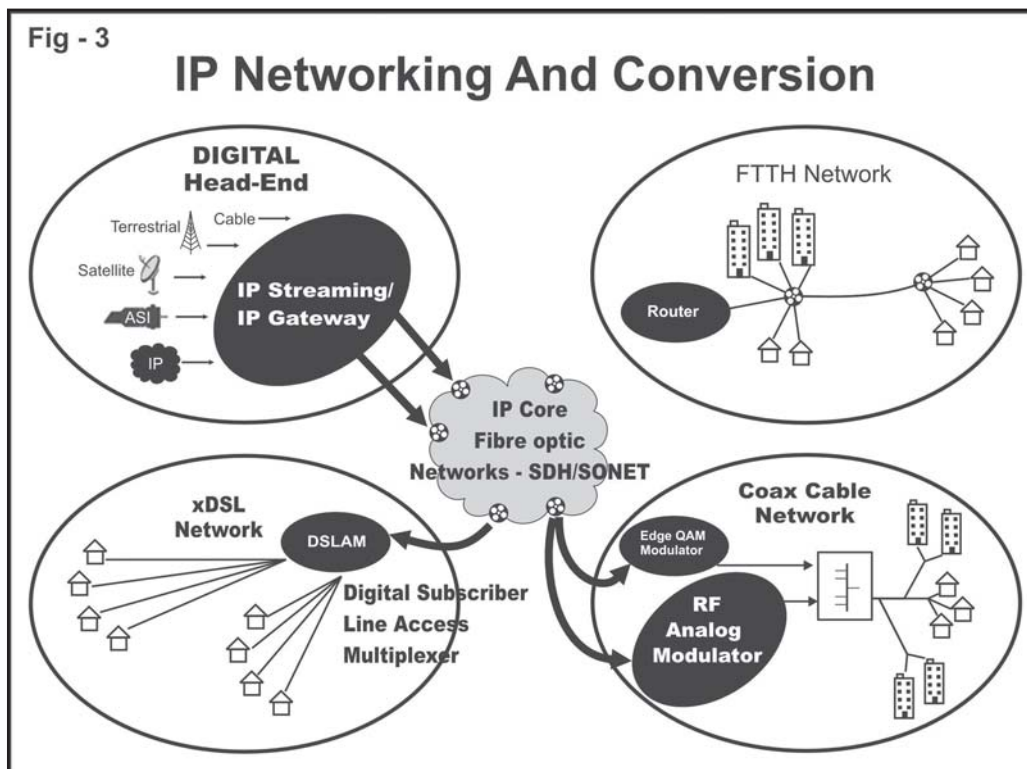 Fig - 3
IP Networking And Conversion
DIGITAL
Head-End
Terrestrial
Cable
Satellite
ASI
IP
IP Streaming/
IP Gateway
FTTH Network
Router
IP Core
Fibre optic
Networks - SDH/SONET
xDSL
Network
DSLAM
Digital Subscriber
Line Access
Multiplexer
Coax Cable
Network
Edge QAM
Modulator
RF
Analog
Modulator